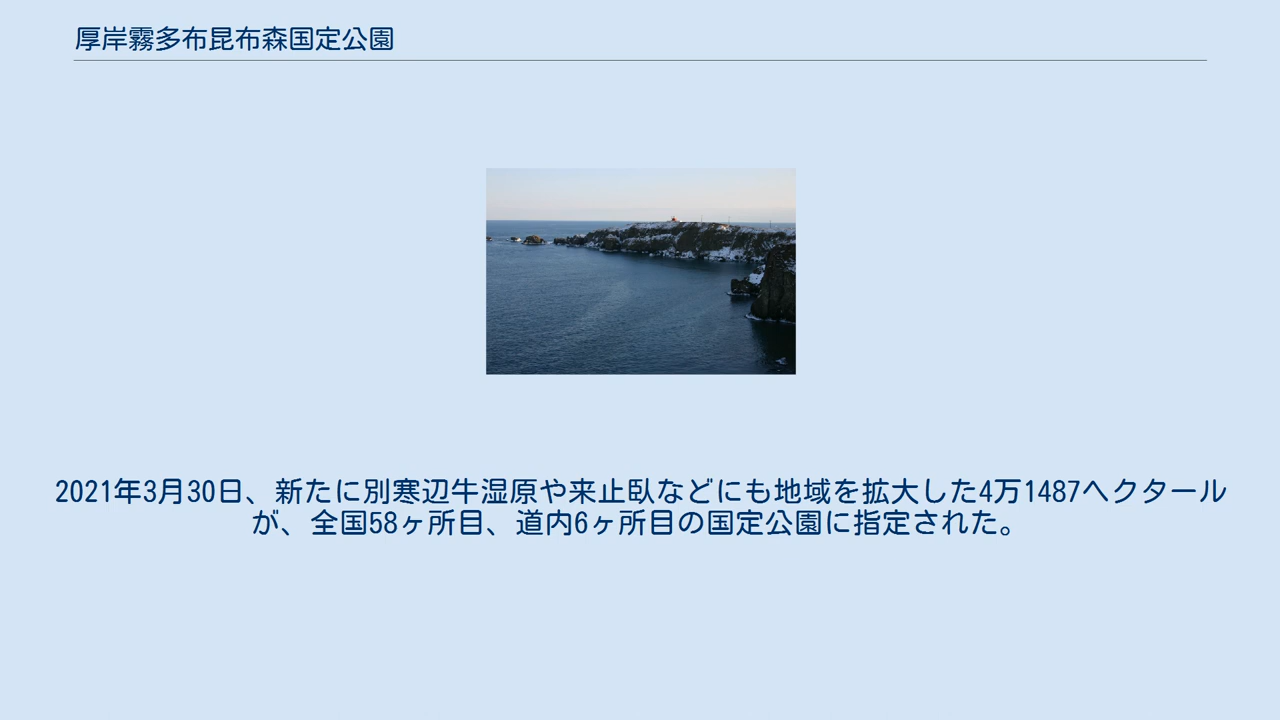 厚岸霧多布昆布森国定公園
2021年3月30日、新たに別寒辺牛湿原や来止臥などにも地域を拡大した4万1487ヘクタール
が、全国58ヶ所目、道内6ヶ所目の国定公園に指定された。